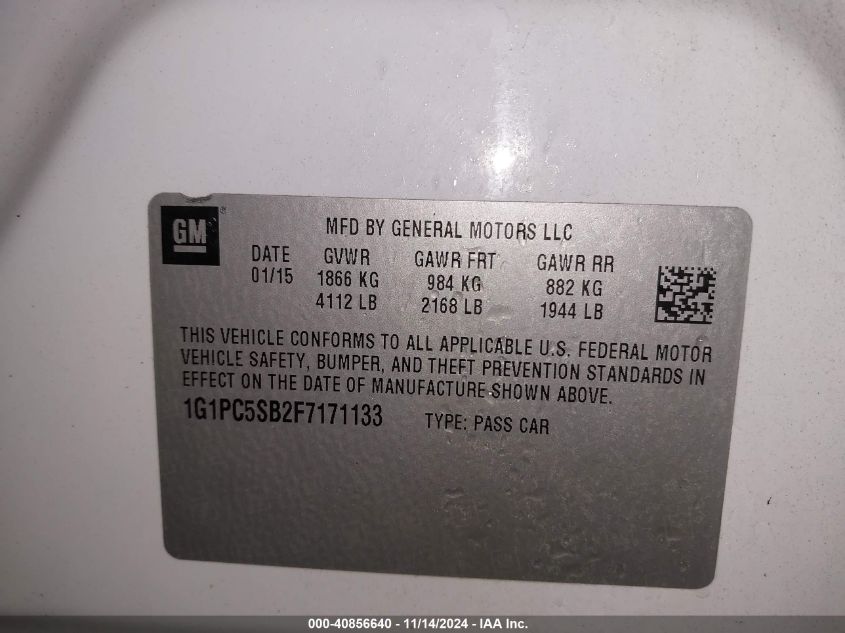 GM ®
MFD BY GENERAL MOTORS LLC
DATE GVWR GAWR FRT GAWR RR
01/15 1866 KG 984 KG 882 KG
4112 LB 2168 LB 1944 LB
THIS VEHICLE CONFORMS TO ALL APPLICABLE U.S. FEDERAL MOTOR
VEHICLE SAFETY, BUMPER, AND THEFT PREVENTION STANDARDS IN
EFFECT ON THE DATE OF MANUFACTURE SHOWN ABOVE.
1G1PC5SB2F7171133 TYPE: PASS CAR
000-40856640 - 11/14/2024 - IAA Inc.